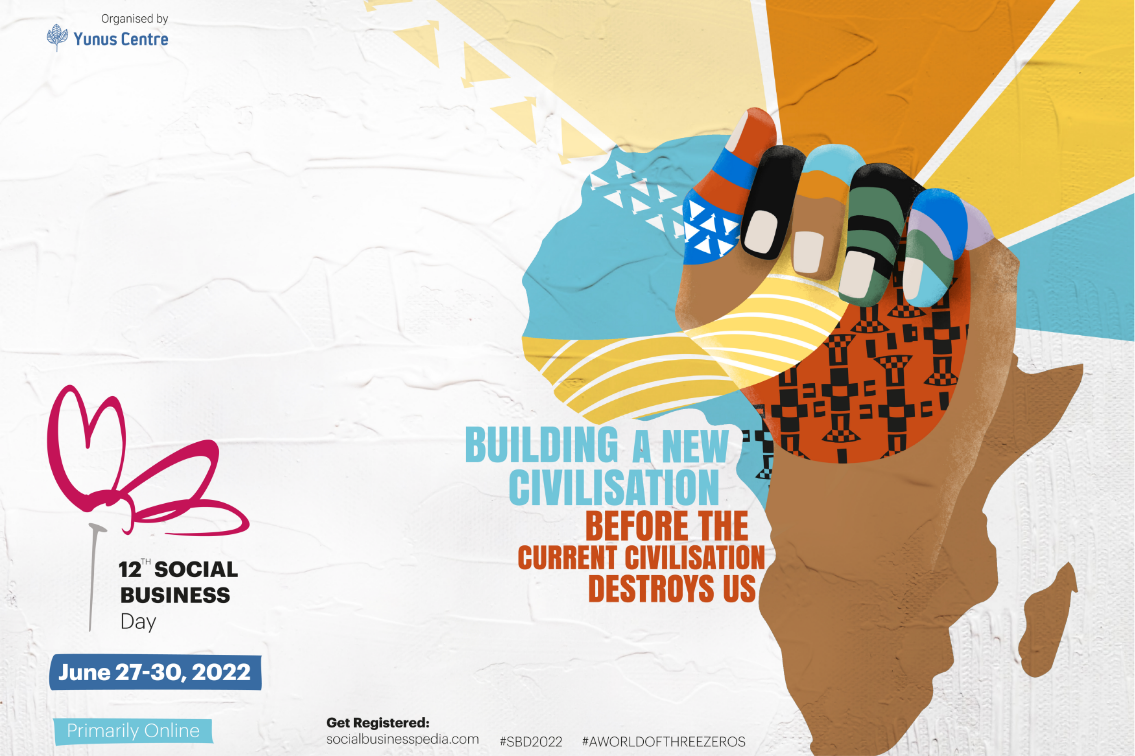 Organised by
Yunus Centre
BUILDING A NEW
CIVILISATION
BEFORE THE
CURRENT CIVILISATION
DESTROYS US
12TH SOCIAL
BUSINESS
Day
June 27-30, 2022
Primarily Online
Get Registered:
socialbusinesspedia.com
#SBD2022 #AWORLDOFTHREEZEROS